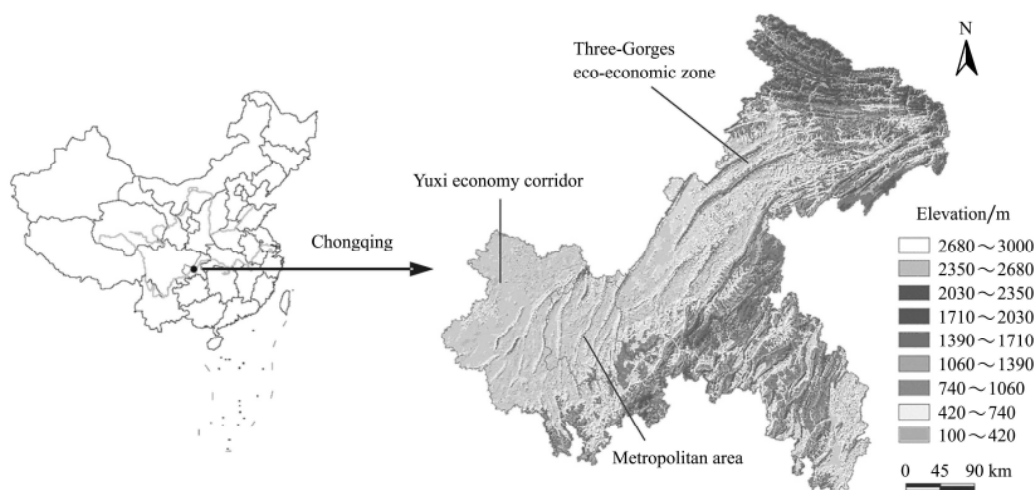 Three-Gorges
eco-economic zone
N
Yuxi economy corridor
Chongqing
Elevation/m
2680～3000
2350～2680
2030～2350
1710～2030
1390～1710
1060～1390
740～1060
420～740
100～420
Metropolitan area
0 45 90 km